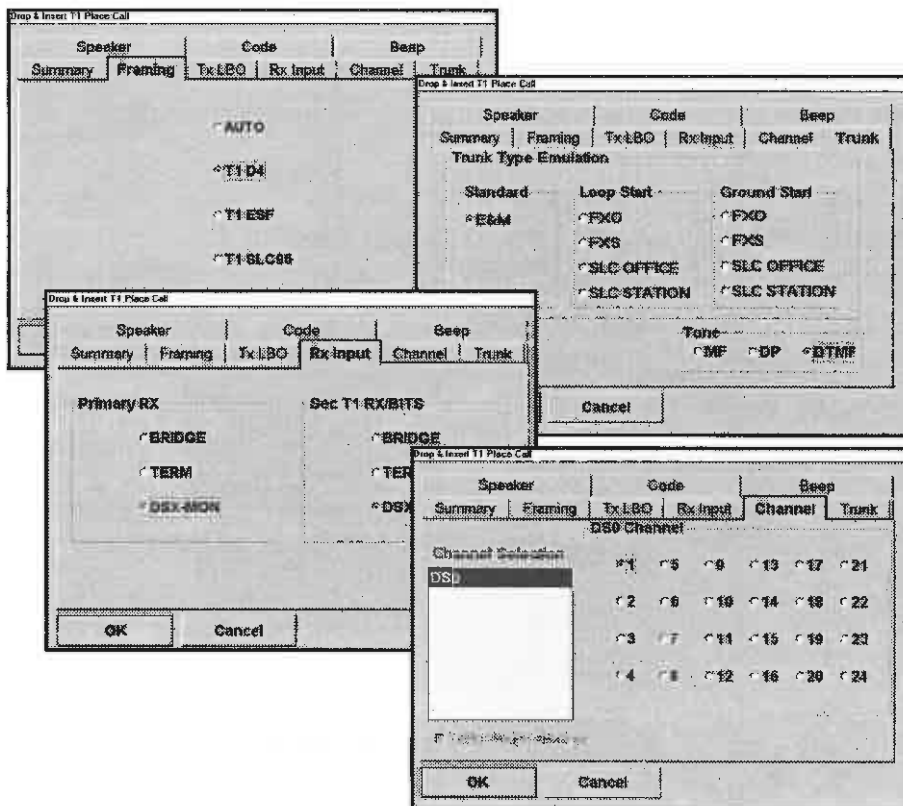 Drop & Insert T1 Place Call
Speaker Code Beep
Summary Framing Tx LBO Rx Input Channel Trunk
AUTO
T1 D4
T1 ESF
T1 SLC96
Drop & Insert T1 Place Call
Speaker Code Beep
Summary Framing Tx LBO Rx Input Channel Trunk
Trunk Type Emulation
Standard Loop Start Ground Start
E&M FXO FXO
FXS FXS
SLC OFFICE SLC OFFICE
SLC STATION SLC STATION
Tone
MF DP DTMF
Cancel
Drop & Insert T1 Place Call
Speaker Code Beep
Summary Framing Tx LBO Rx Input Channel Trunk
Primary RX Sec T1 RX/BITS
BRIDGE BRIDGE
TERM TER
DSX-MON DSX
OK Cancel
Drop & Insert T1 Place Call
Speaker Code Beep
Summary Framing Tx LBO Rx Input Channel Trunk
DS0 Channel
Channel Selection
DS0
1 5 9 13 17 21
2 6 10 14 18 22
3 7 11 15 19 23
4 8 12 16 20 24
OK Cancel